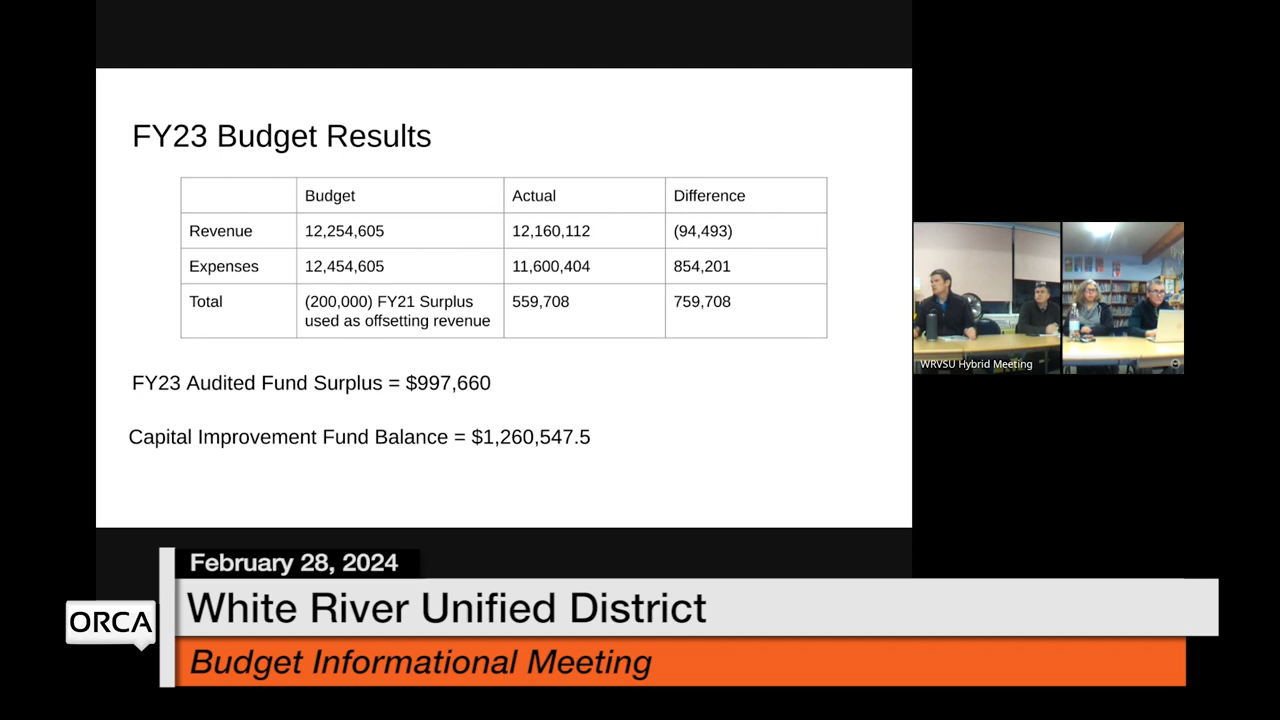 FY23 Budget Results
Budget Actual Difference
Revenue 12,254,605 12,160,112 (94,493)
Expenses 12,454,605 11,600,404 854,201
Total (200,000) FY21 Surplus 559,708 759,708
used as offsetting revenue
FY23 Audited Fund Surplus = $997,660
Capital Improvement Fund Balance = $1,260,547.5
WRVSU Hybrid Meeting
February 28, 2024
ORCA
White River Unified District
Budget Informational Meeting